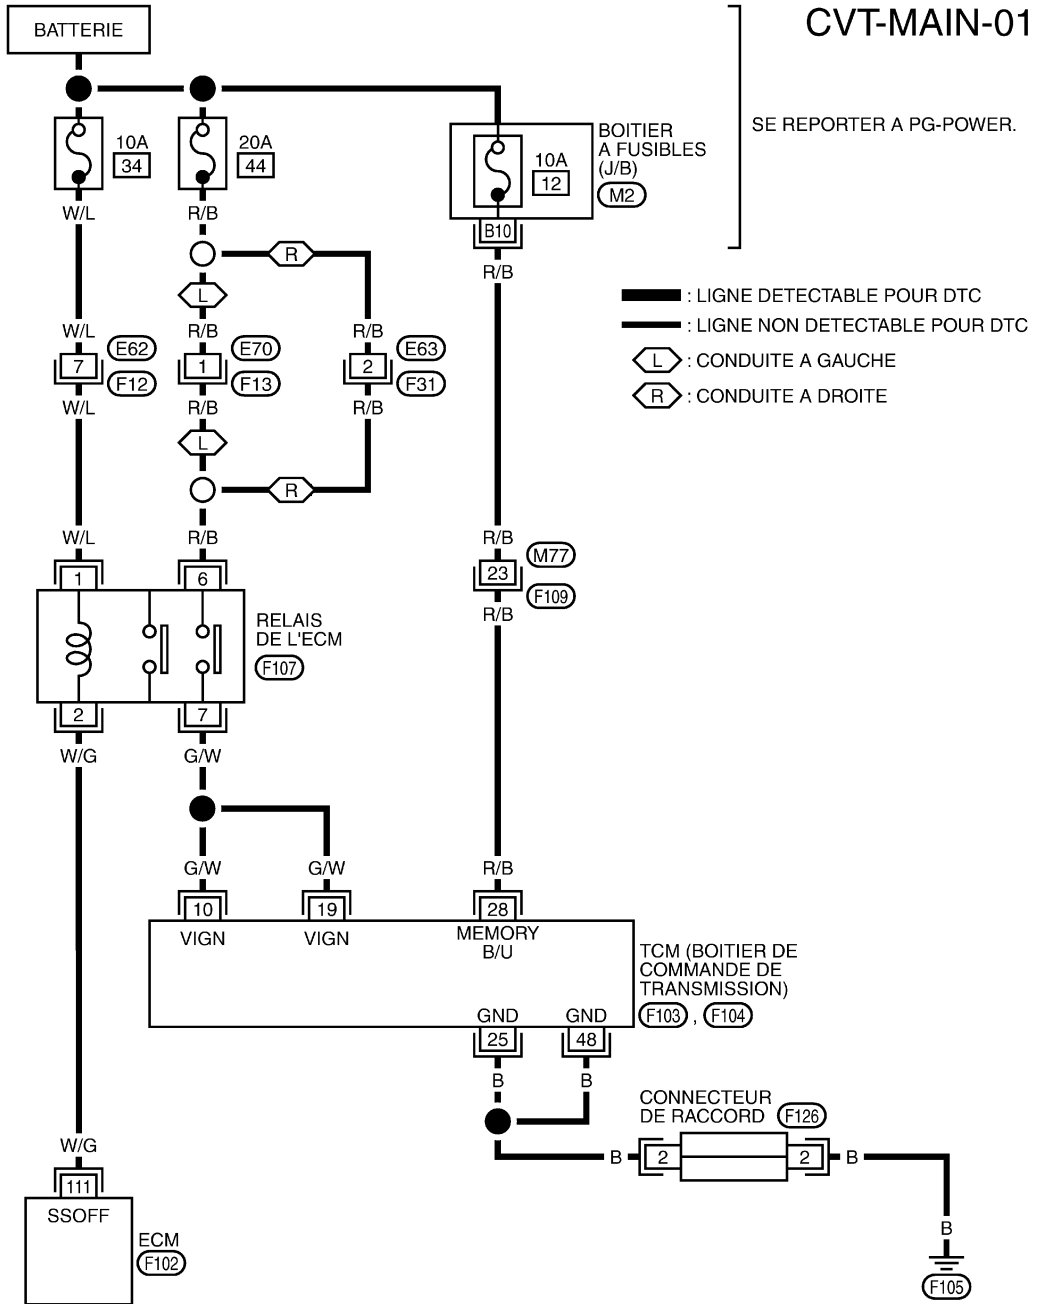 CVT-MAIN-01
BATTERIE
SE REPORTER A PG-POWER.
10A
34
20A
44
BOITIER
A FUSIBLES
(J/B)
M2
10A
12
B10
W/L
R/B
R
R/B
L
: LIGNE DETECTABLE POUR DTC
: LIGNE NON DETECTABLE POUR DTC
L : CONDUITE A GAUCHE
R : CONDUITE A DROITE
W/L
R/B
R/B
7
E62
F12
1
E70
F13
2
E63
F31
W/L
R/B
R/B
L
R
W/L
R/B
R/B
M77
23
F109
R/B
1
6
RELAIS
DE L'ECM
F107
2
7
W/G
G/W
G/W
G/W
R/B
10
19
28
VIGN
VIGN
MEMORY
B/U
TCM (BOITIER DE
COMMANDE DE
TRANSMISSION)
F103 , F104
GND
GND
25
48
B
B
CONNECTEUR
DE RACCORD
F126
B
2
2
B
W/G
111
SSOFF
ECM
F102
B
F105